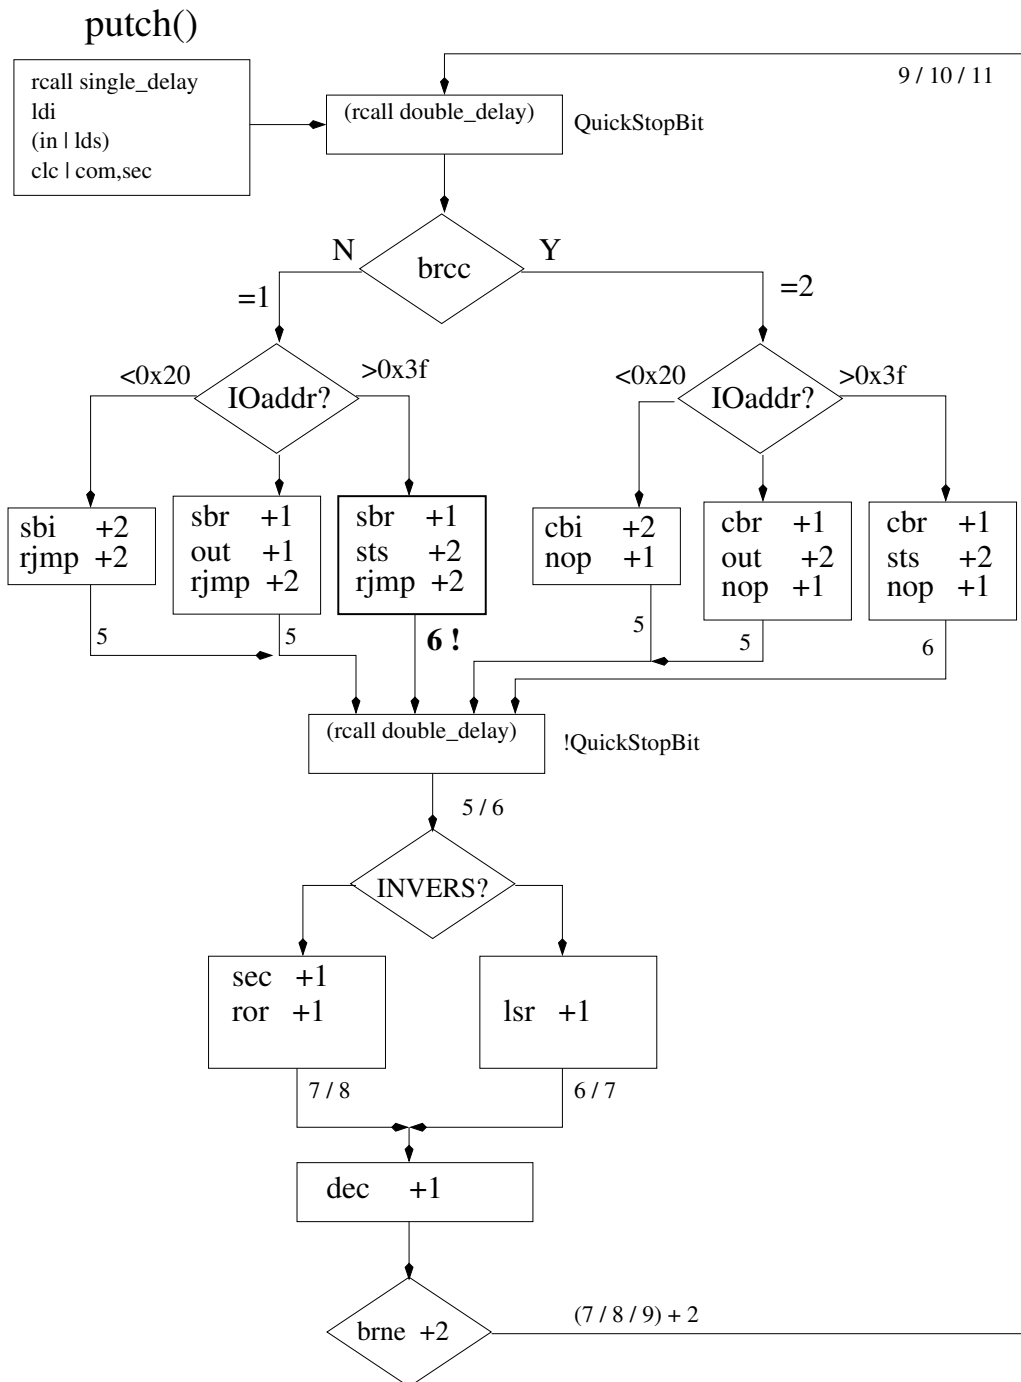 putch()
rcall single_delay
ldi
(in | lds)
clc | com,sec
(rcall double_delay)
QuickStopBit
9 / 10 / 11
N
brcc
Y
=1
=2
<0x20
IOaddr?
>0x3f
<0x20
IOaddr?
>0x3f
sbi +2
rjmp +2
sbr +1
out +1
rjmp +2
sbr +1
sts +2
rjmp +2
cbi +2
nop +1
cbr +1
out +2
nop +1
cbr +1
sts +2
nop +1
5
5
6 !
5
5
6
(rcall double_delay)
!QuickStopBit
5 / 6
INVERS?
sec +1
ror +1
lsr +1
7 / 8
6 / 7
dec +1
brne +2
(7 / 8 / 9) + 2